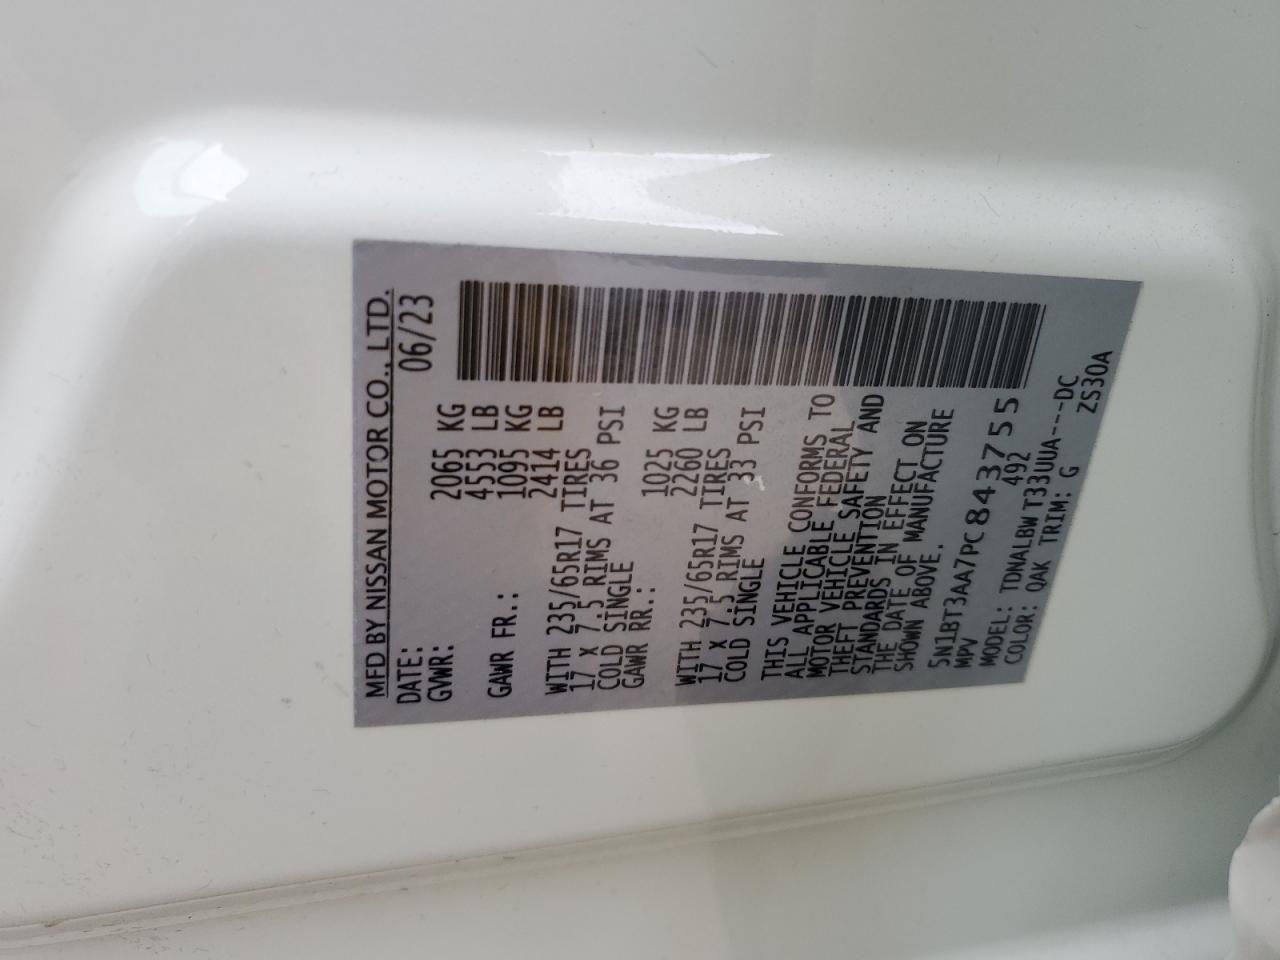 MFD BY NISSAN MOTOR CO., LTD.
DATE: 06/23
GVWR: 2065 KG
4553 LB
GAWR FR.: 1095 KG
2414 LB
WITH 235/65R17 TIRES
17 X 7.5 RIMS AT 36 PSI
COLD SINGLE
GAWR RR.: 1025 KG
2260 LB
WITH 235/65R17 TIRES
17 X 7.5 RIMS AT 33 PSI
COLD SINGLE
THIS VEHICLE CONFORMS TO
ALL APPLICABLE FEDERAL
MOTOR VEHICLE SAFETY AND
THEFT PREVENTION
STANDARDS IN EFFECT ON
THE DATE OF MANUFACTURE
SHOWN ABOVE.
5N1BT3AA7PC843755
MPV 492
MODEL: TDNALBW T33UUA---DC
COLOR: QAK TRIM: G ZS30A